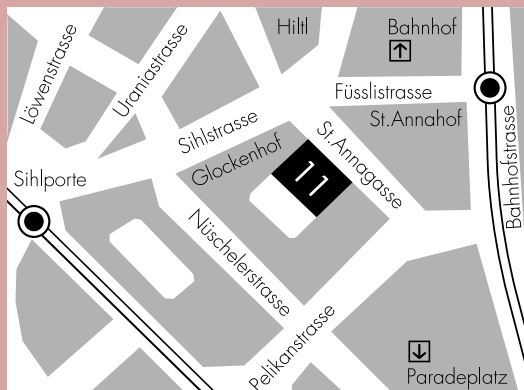 Hiltl
Bahnhof
Löwenstrasse
Uraniastrasse
Füsslistrasse
St.Annahof
Sihlstrasse
Glockenhof
St.Annagasse
11
Bahnhofstrasse
Sihlporte
Nüschelerstrasse
Pelikanstrasse
Paradeplatz